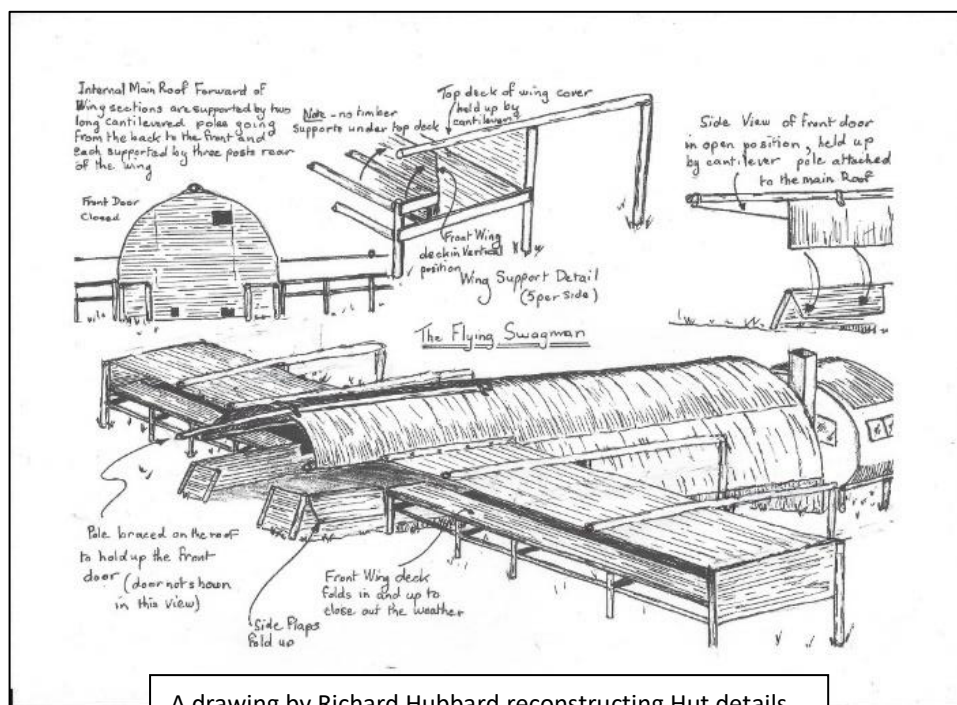 Internal Main Roof Forward of
Wing sections are supported by two
long cantilevered poles going
from the back to the front and
each supported by three posts rear
of the wing
Front Door
Closed
Note - no timber
supports under top deck
Top deck of wing cover
held up by
cantilever
Front Wing
deck in Vertical
position
Wing Support Detail
(5 per side)
Side View of front door
in open position, held up
by cantilever pole attached
to the main Roof
The Flying Swagman
Pole braced on the roof
to hold up the front
door (door not shown
in this view)
Side Flaps
fold up
Front Wing deck
folds in and up to
close out the weather
A drawing by Richard Hubbard reconstructing Hut details